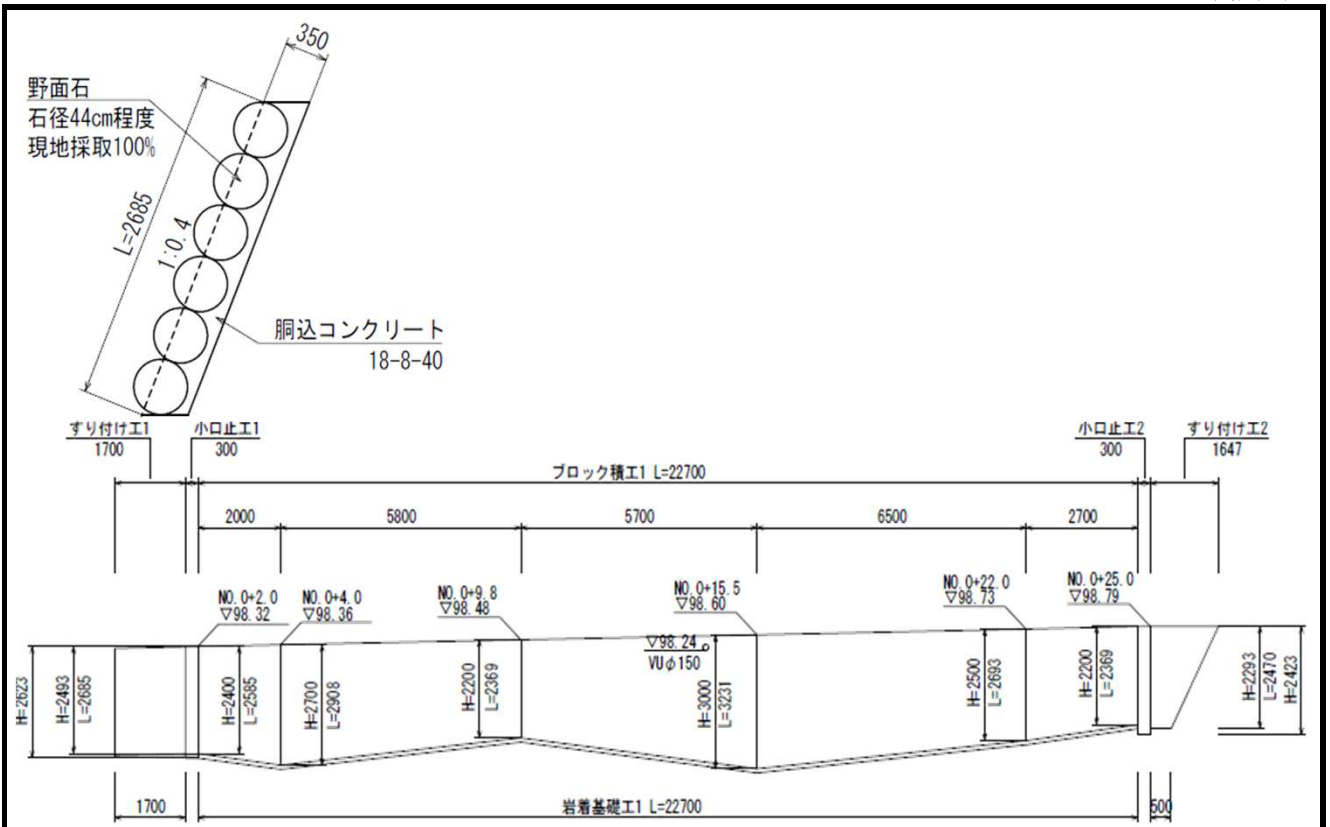 350
野面石
石径44cm程度
現地採取100%
L=2685
1:0.4
胴込コンクリート
18-8-40
すり付け工1
1700
小口止工1
300
小口止工2
300
すり付け工2
1647
ブロック積工1 L=22700
2000
5800
5700
6500
2700
NO.0+2.0
▽98.32
NO.0+4.0
▽98.36
NO.0+9.8
▽98.48
NO.0+15.5
▽98.60
NO.0+22.0
▽98.73
NO.0+25.0
▽98.79
▽98.24
VUφ150
H=2623
H=2493
L=2685
H=2400
L=2585
H=2700
L=2908
H=2200
L=2369
H=3000
L=3231
H=2500
L=2693
H=2200
L=2369
H=2293
L=2470
H=2423
1700
岩着基礎工1 L=22700
500